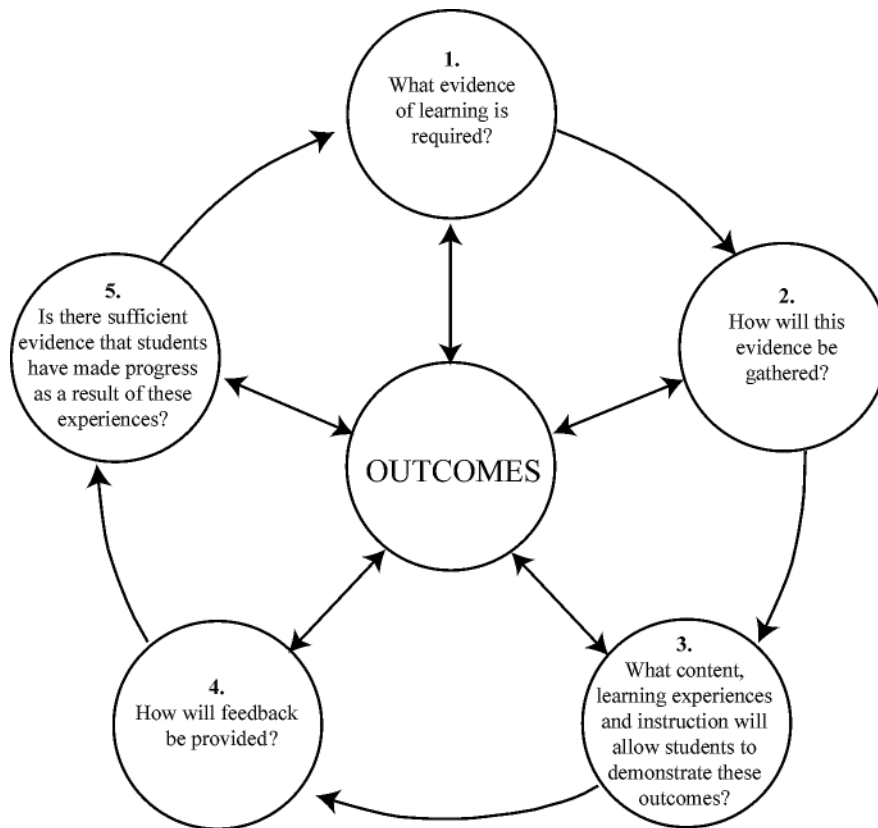 1.
What evidence
of learning is
required?
2.
How will this
evidence be
gathered?
3.
What content,
learning experiences
and instruction will
allow students to
demonstrate these
outcomes?
4.
How will feedback
be provided?
5.
Is there sufficient
evidence that students
have made progress
as a result of these
experiences?
OUTCOMES